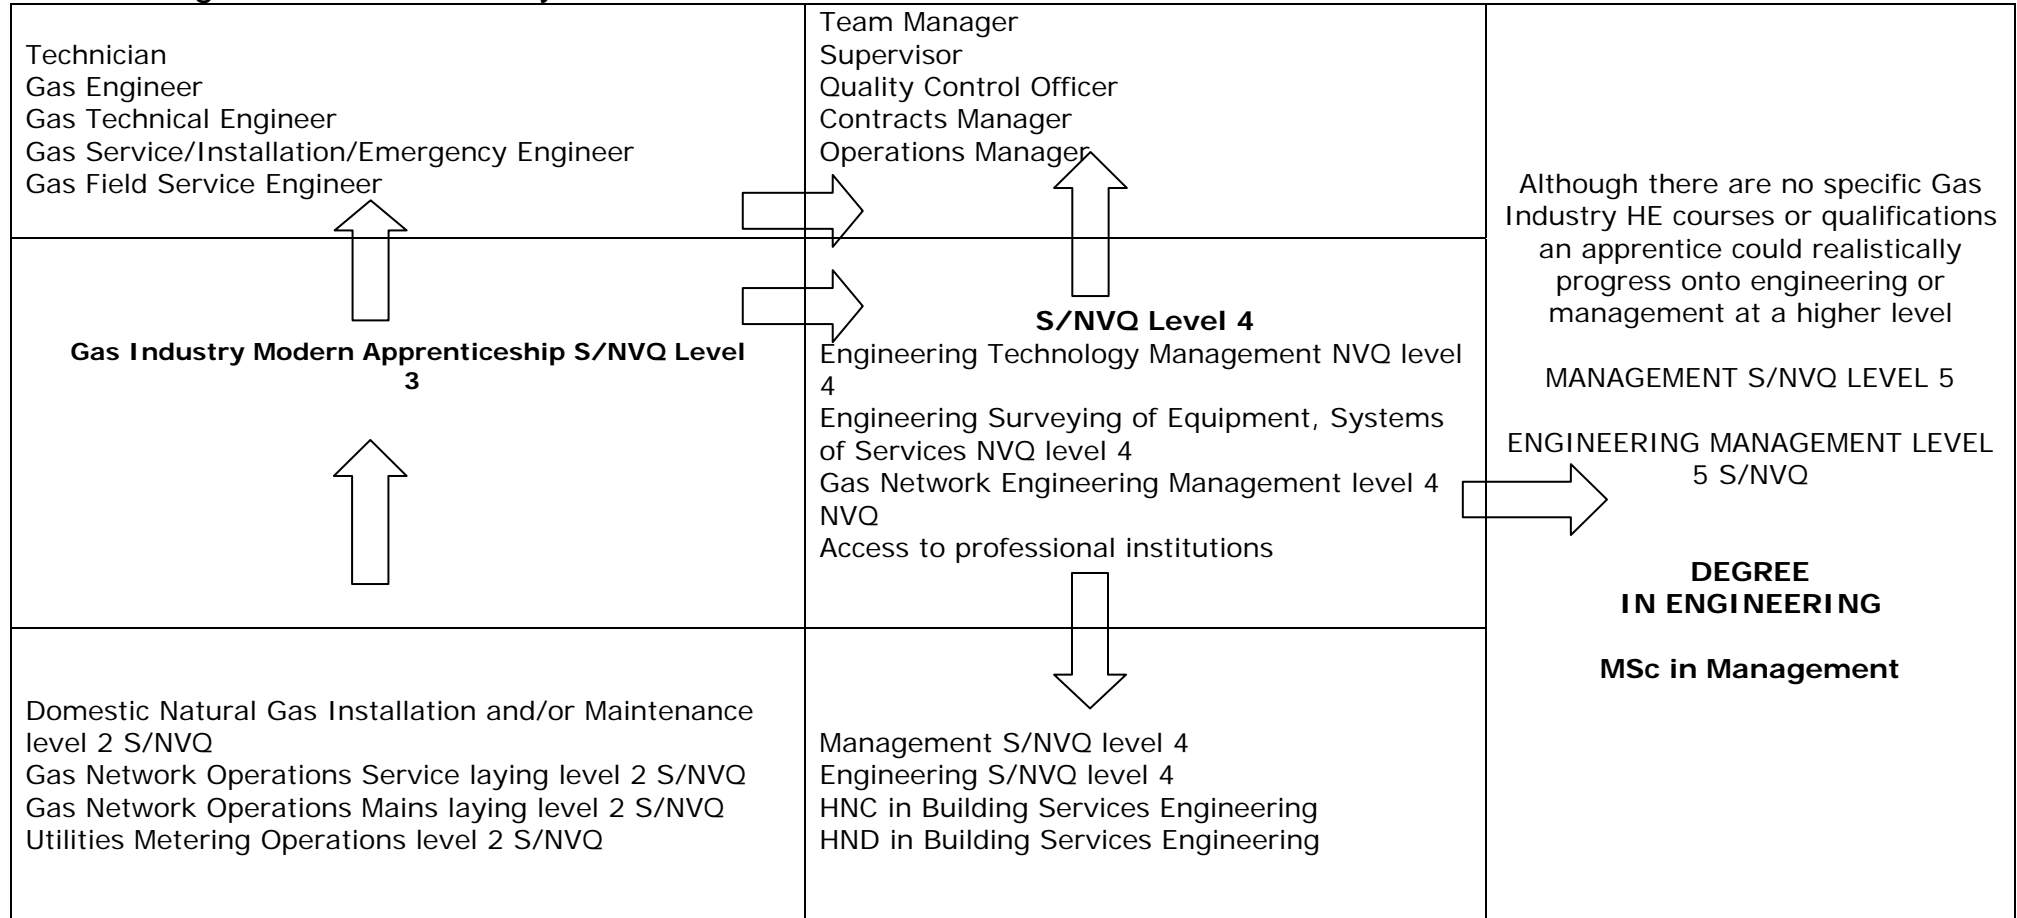 Technician
Gas Engineer
Gas Technical Engineer
Gas Service/Installation/Emergency Engineer
Gas Field Service Engineer
Team Manager
Supervisor
Quality Control Officer
Contracts Manager
Operations Manager
Gas Industry Modern Apprenticeship S/NVQ Level
3
S/NVQ Level 4
Engineering Technology Management NVQ level
4
Engineering Surveying of Equipment, Systems
of Services NVQ level 4
Gas Network Engineering Management level 4
NVQ
Access to professional institutions
Domestic Natural Gas Installation and/or Maintenance
level 2 S/NVQ
Gas Network Operations Service laying level 2 S/NVQ
Gas Network Operations Mains laying level 2 S/NVQ
Utilities Metering Operations level 2 S/NVQ
Management S/NVQ level 4
Engineering S/NVQ level 4
HNC in Building Services Engineering
HND in Building Services Engineering
Although there are no specific Gas
Industry HE courses or qualifications
an apprentice could realistically
progress onto engineering or
management at a higher level
MANAGEMENT S/NVQ LEVEL 5
ENGINEERING MANAGEMENT LEVEL
5 S/NVQ
DEGREE
IN ENGINEERING
MSc in Management